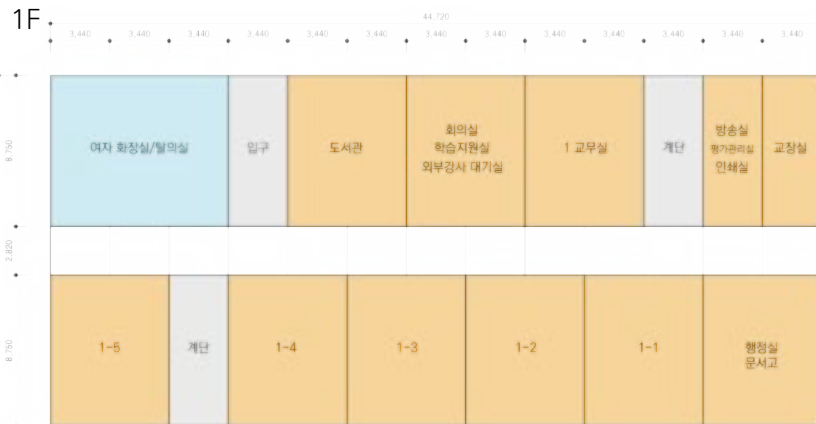 1F
44,720
3,440 3,440 3,440 3,440 3,440 3,440 3,440 3,440 3,440 3,440 3,440 3,440 3,440
8,750
여자 화장실/탈의실
입구
도서관
회의실
학습지원실
외부강사 대기실
1 교무실
계단
방송실
평가관리실
인쇄실
교장실
2,820
8,750
1-5
계단
1-4
1-3
1-2
1-1
행정실
문서고